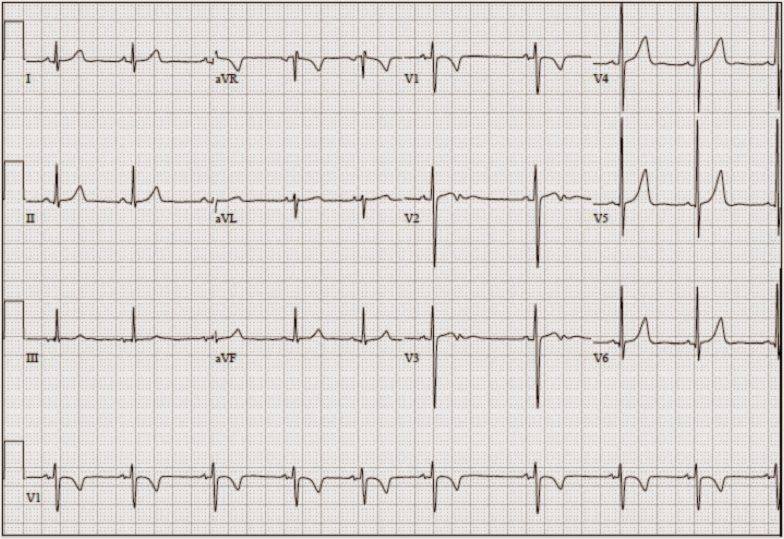 I aVR V1 V4
II aVL V2 V5
III aVF V3 V6
V1